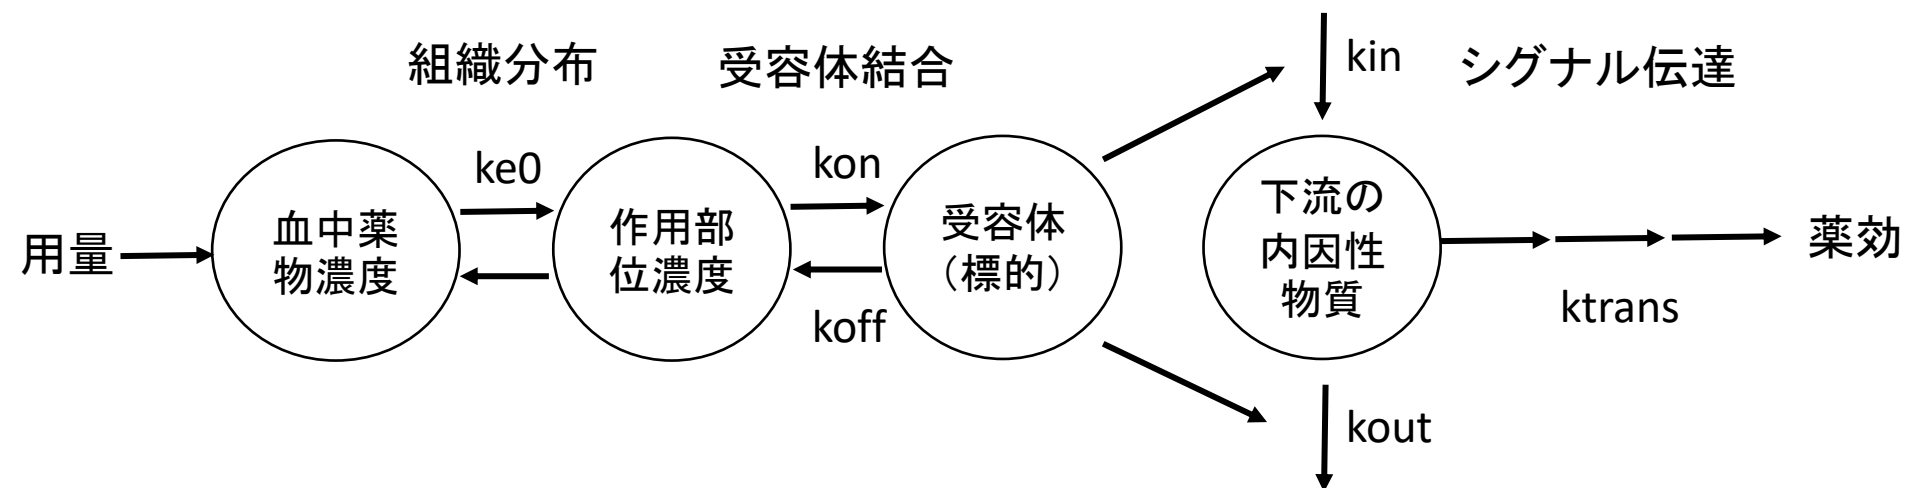 組織分布
受容体結合
kin
シグナル伝達
ke0
kon
用量
血中薬
物濃度
作用部
位濃度
受容体
（標的）
下流の
内因性
物質
薬効
koff
ktrans
kout